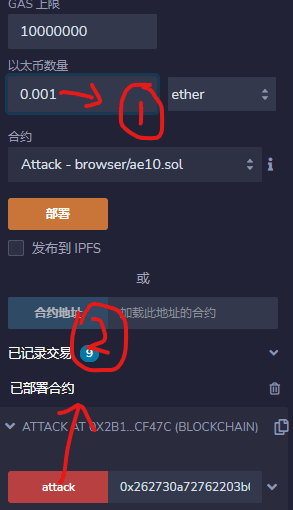 GAS 上限
10000000
以太币数量
0.001
1
ether
合约
Attack - browser/ae10.sol
部署
发布到 IPFS
或
合约地址
加载此地址的合约
2
已记录交易 9
已部署合约
ATTACK AT 0X2B1...CF47C (BLOCKCHAIN)
attack
0x262730a72762203b